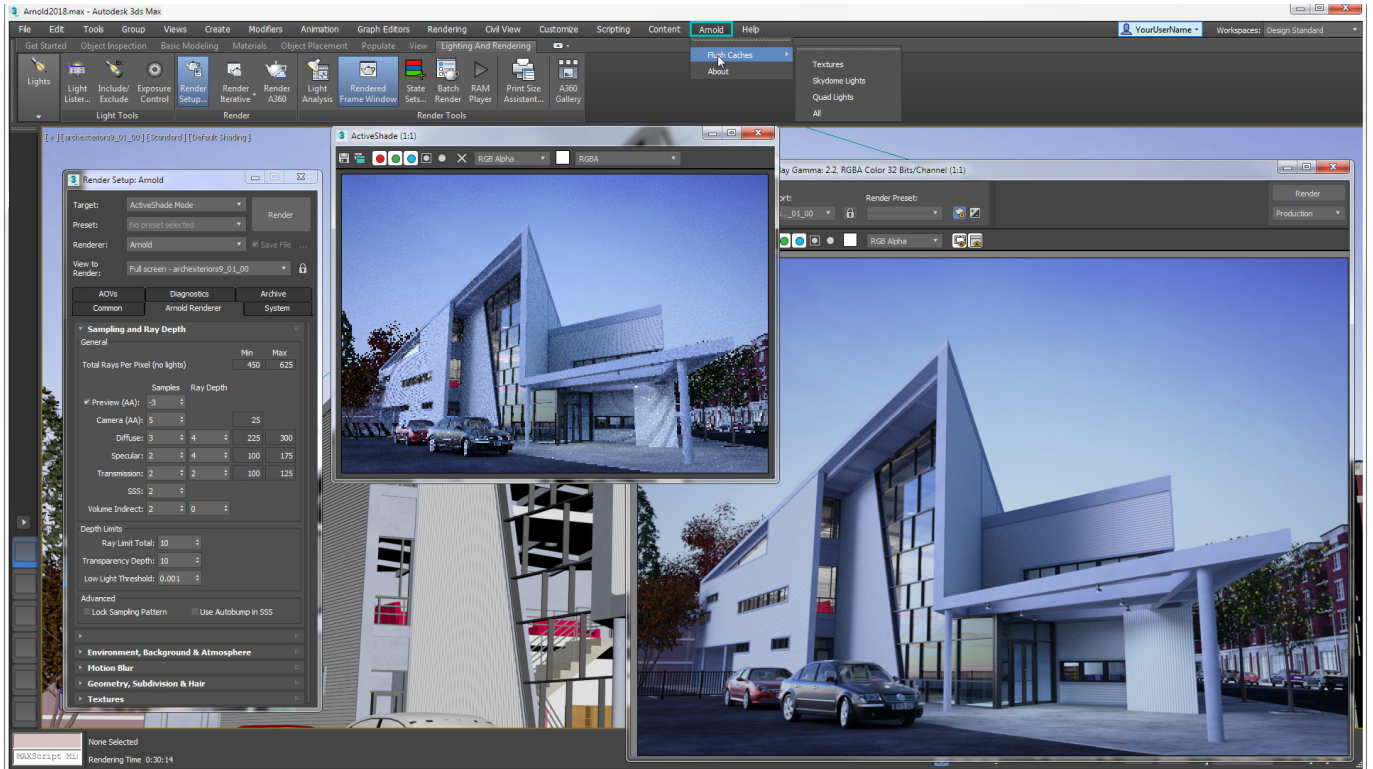 Arnold2018.max - Autodesk 3ds Max
File Edit Tools Group Views Create Modifiers Animation Graph Editors Rendering Civil View Customize Scripting Content Arnold Help YourUserName Workspaces: Design Standard
Get Started Object Inspection Basic Modeling Materials Object Placement Populate View Lighting And Rendering
Flush Caches
About
Textures
Skydome Lights
Quad Lights
All
Lights
Light Lister...
Include/ Exclude
Exposure Control
Render Setup...
Render Iterative
Render A360
Light Analysis
Rendered Frame Window
State Sets...
Batch Render
RAM Player
Print Size Assistant...
A360 Gallery
Light Tools Render Render Tools
[+][archexteriors9_01_00][Standard][Default Shading]
ActiveShade (1:1)
RGB Alpha RGBA
Render Setup: Arnold
Target: ActiveShade Mode
Render
Preset: No preset selected
Renderer: Arnold Save File ...
View to Render: Full screen - archexteriors9_01_00
AOVs Diagnostics Archive
Common Arnold Renderer System
Sampling and Ray Depth
General
Min Max
Total Rays Per Pixel (no lights) 450 625
Samples Ray Depth
Preview (AA): -3
Camera (AA): 5 25
Diffuse: 3 4 225 300
Specular: 2 4 100 175
Transmission: 2 2 100 125
SSS: 2
Volume Indirect: 2 0
Depth Limits
Ray Limit Total: 10
Transparency Depth: 10
Low Light Threshold: 0.001
Advanced
Lock Sampling Pattern Use Autobump in SSS
Environment, Background & Atmosphere
Motion Blur
Geometry, Subdivision & Hair
Textures
lay Gamma: 2.2, RGBA Color 32 Bits/Channel (1:1)
ort: Render Preset:
..._01_00
Render
Production
RGB Alpha
None Selected
MAXScript Mi
Rendering Time 0:30:14